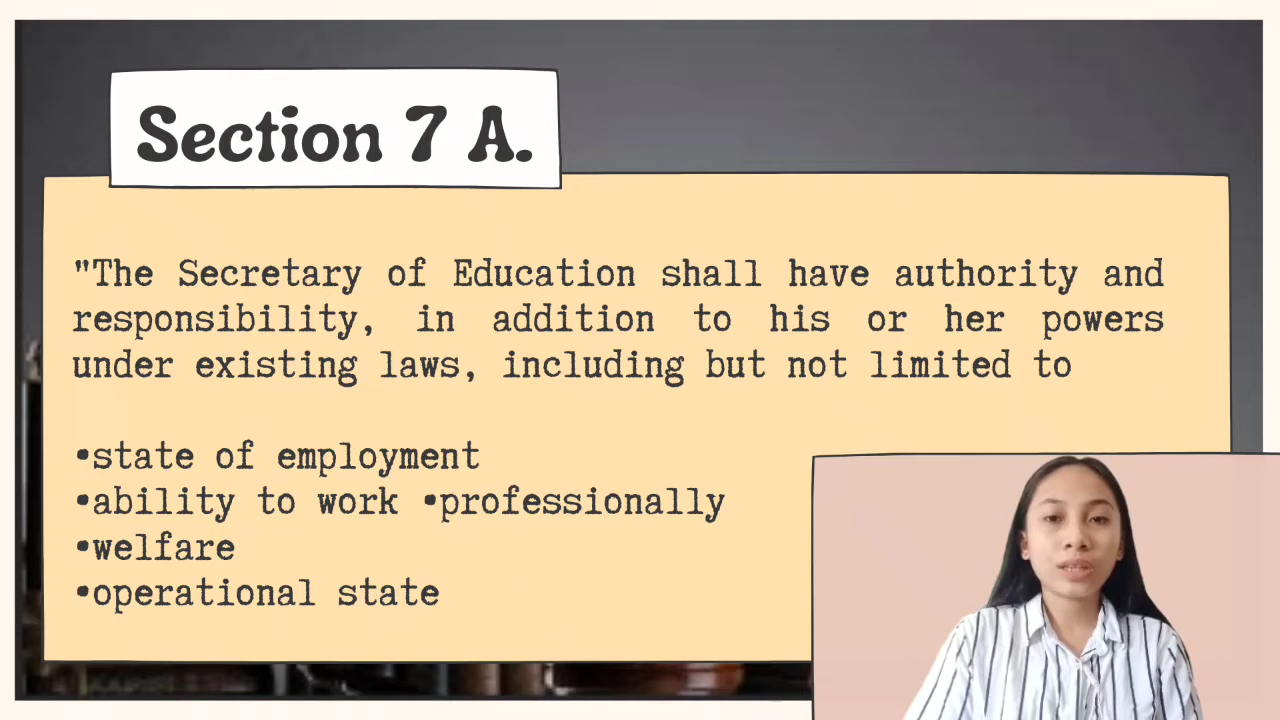 Section 7 A.
"The Secretary of Education shall have authority and
responsibility, in addition to his or her powers
under existing laws, including but not limited to
•state of employment
•ability to work •professionally
•welfare
•operational state